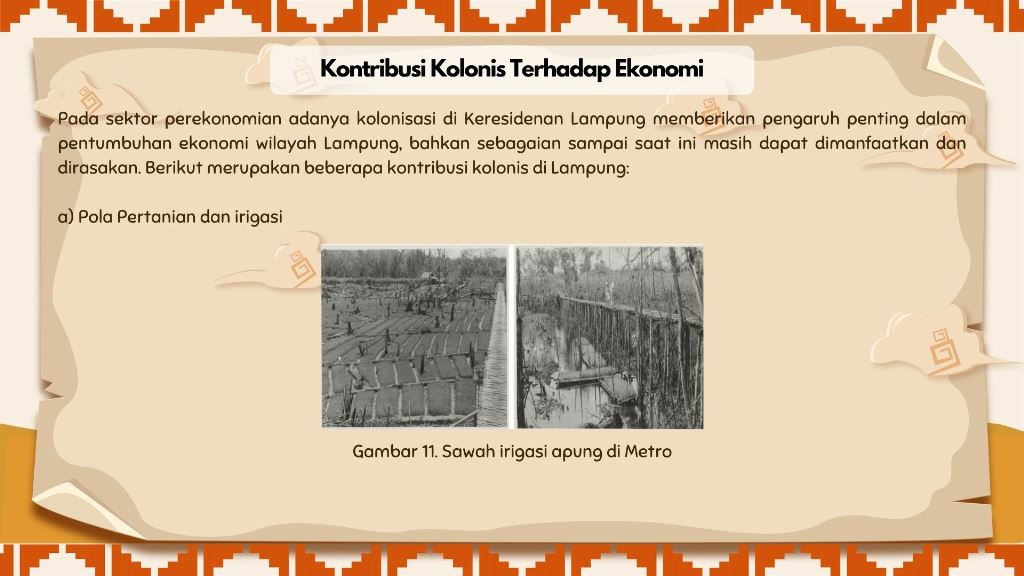 Kontribusi Kolonis Terhadap Ekonomi
Pada sektor perekonomian adanya kolonisasi di Keresidenan Lampung memberikan pengaruh penting dalam
pentumbuhan ekonomi wilayah Lampung, bahkan sebagaian sampai saat ini masih dapat dimanfaatkan dan
dirasakan. Berikut merupakan beberapa kontribusi kolonis di Lampung:
a) Pola Pertanian dan irigasi
Gambar 11. Sawah irigasi apung di Metro